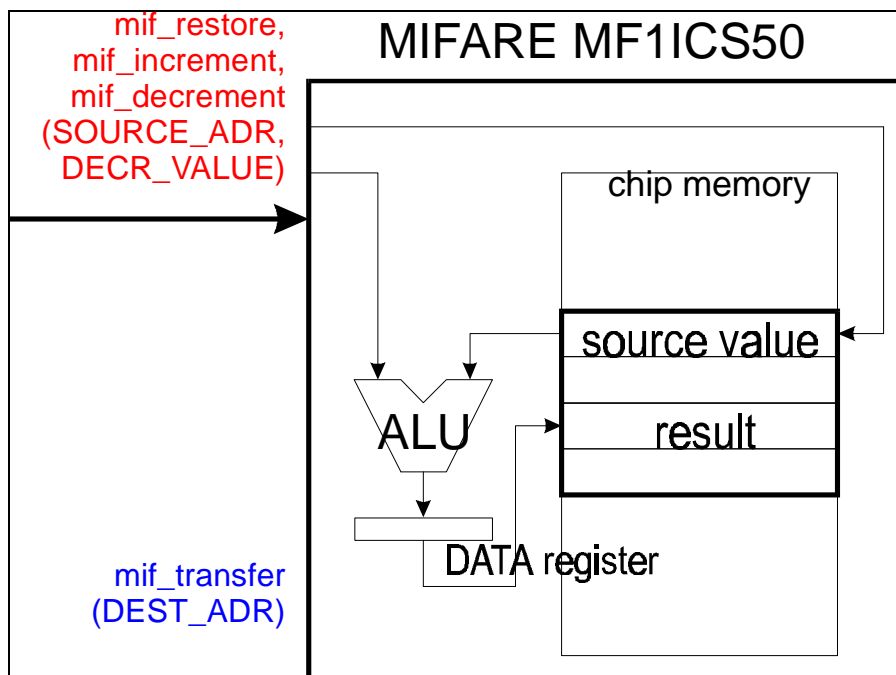 mif_restore,
mif_increment,
mif_decrement
(SOURCE_ADR,
DECR_VALUE)
MIFARE MF1ICS50
chip memory
source value
ALU
result
DATA register
mif_transfer
(DEST_ADR)